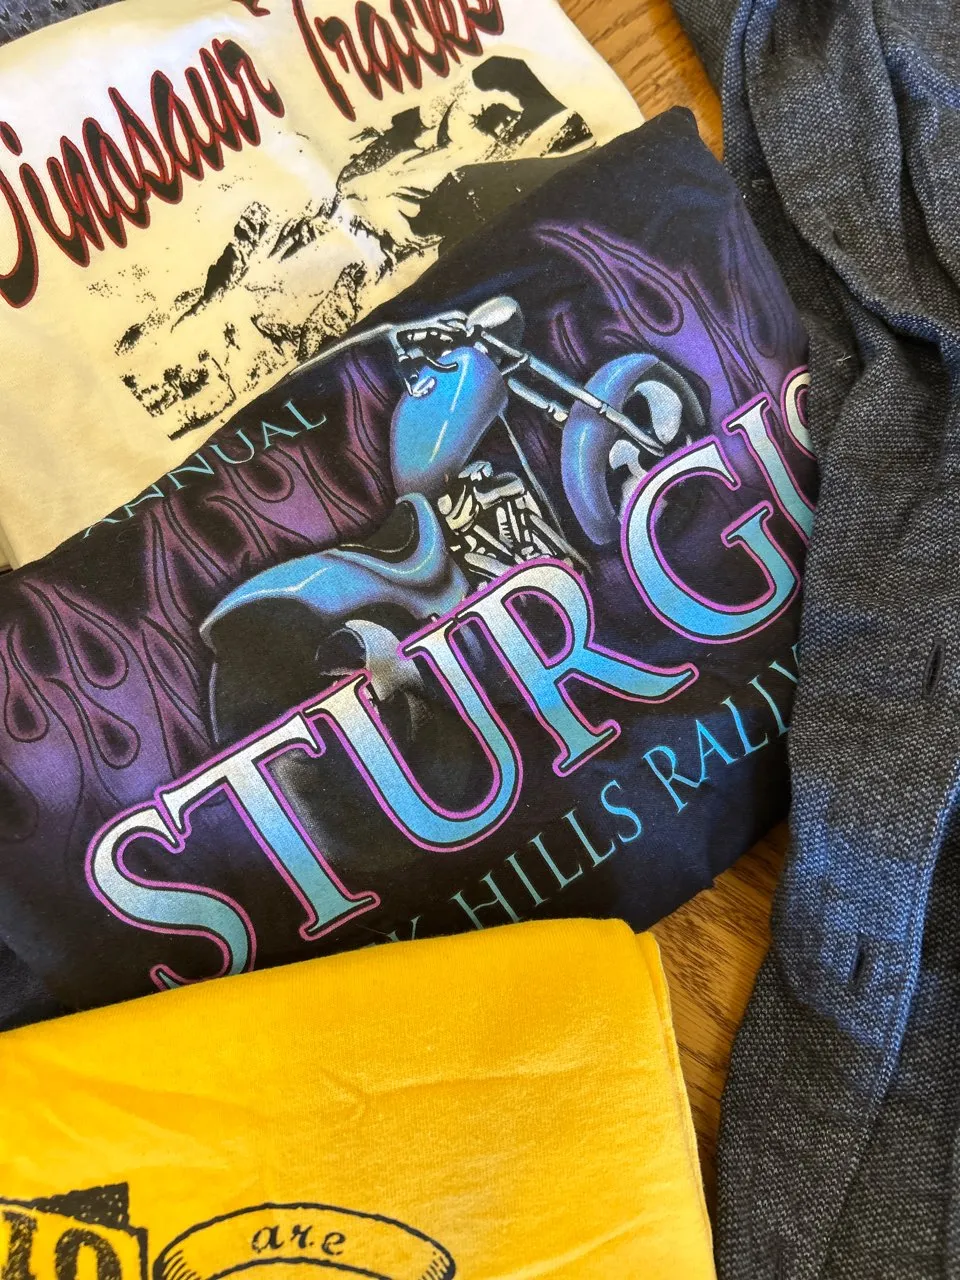 Dinosaur Tracks
ANNUAL
STURGIS
HILLS RALLY
are